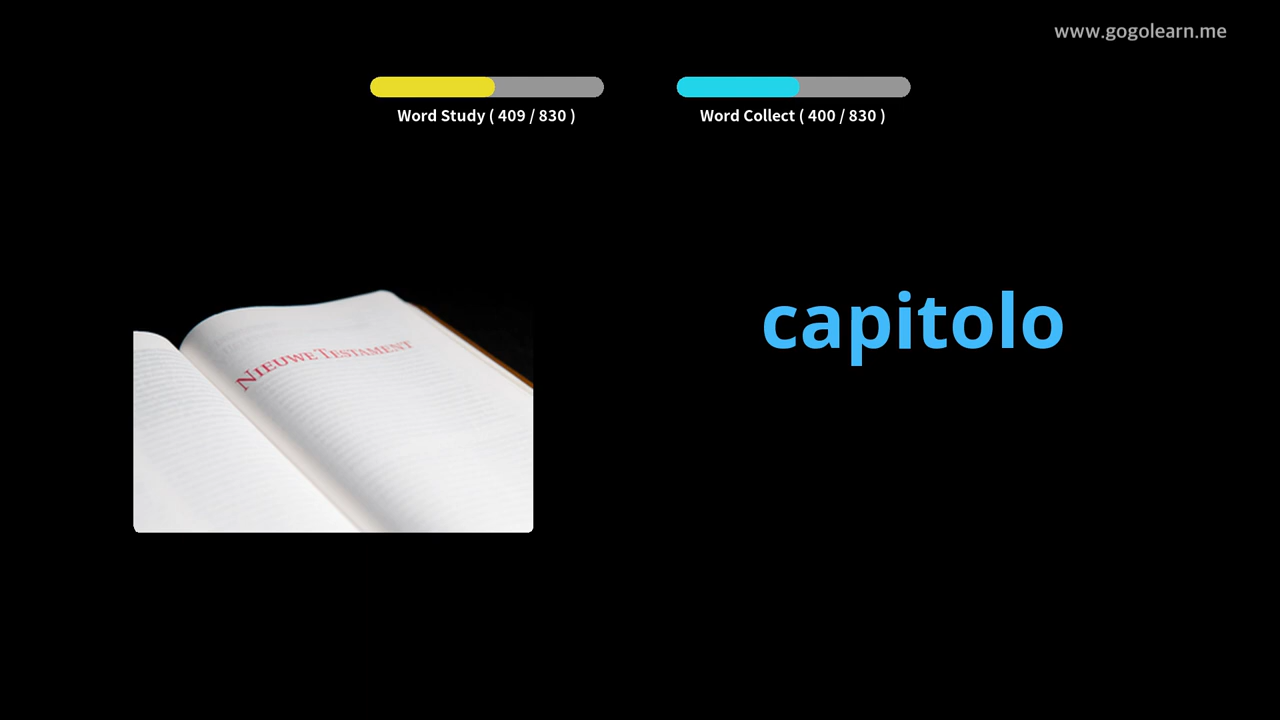 www.gogolearn.me
Word Study ( 409 / 830 )
Word Collect ( 400 / 830 )
NIEUWE TESTAMENT
capitolo